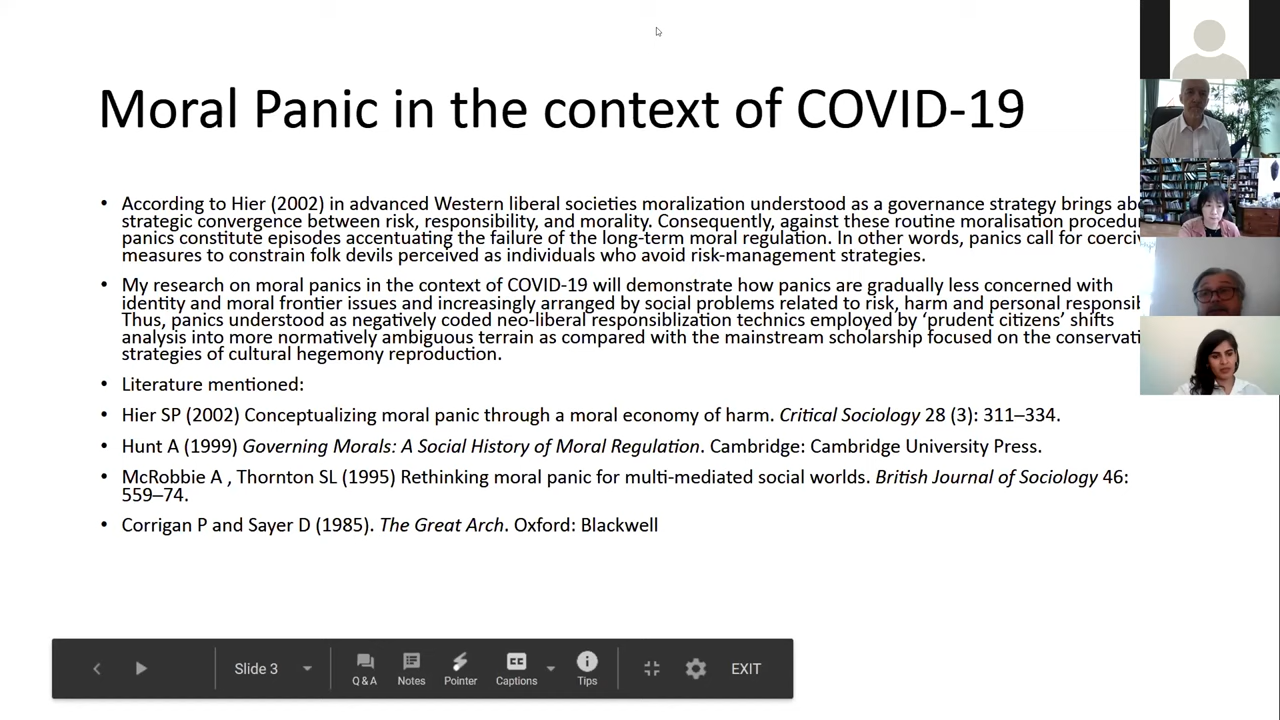 Moral Panic in the context of COVID-19
• According to Hier (2002) in advanced Western liberal societies moralization understood as a governance strategy brings
strategic convergence between risk, responsibility, and morality. Consequently, against these routine moralisation
panics constitute episodes accentuating the failure of the long-term moral regulation. In other words, panics call for
measures to constrain folk devils perceived as individuals who avoid risk-management strategies.
• My research on moral panics in the context of COVID-19 will demonstrate how panics are gradually less concerned with
identity and moral frontier issues and increasingly arranged by social problems related to risk, harm and personal
Thus, panics understood as negatively coded neo-liberal responsiblization technics employed by ‘prudent citizens’ shifts
analysis into more normatively ambiguous terrain as compared with the mainstream scholarship focused on the
strategies of cultural hegemony reproduction.
• Literature mentioned:
• Hier SP (2002) Conceptualizing moral panic through a moral economy of harm. Critical Sociology 28 (3): 311–334.
• Hunt A (1999) Governing Morals: A Social History of Moral Regulation. Cambridge: Cambridge University Press.
• McRobbie A , Thornton SL (1995) Rethinking moral panic for multi-mediated social worlds. British Journal of Sociology 46:
559–74.
• Corrigan P and Sayer D (1985). The Great Arch. Oxford: Blackwell
Slide 3
Q & A
Notes
Pointer
CC
Captions
Tips
EXIT